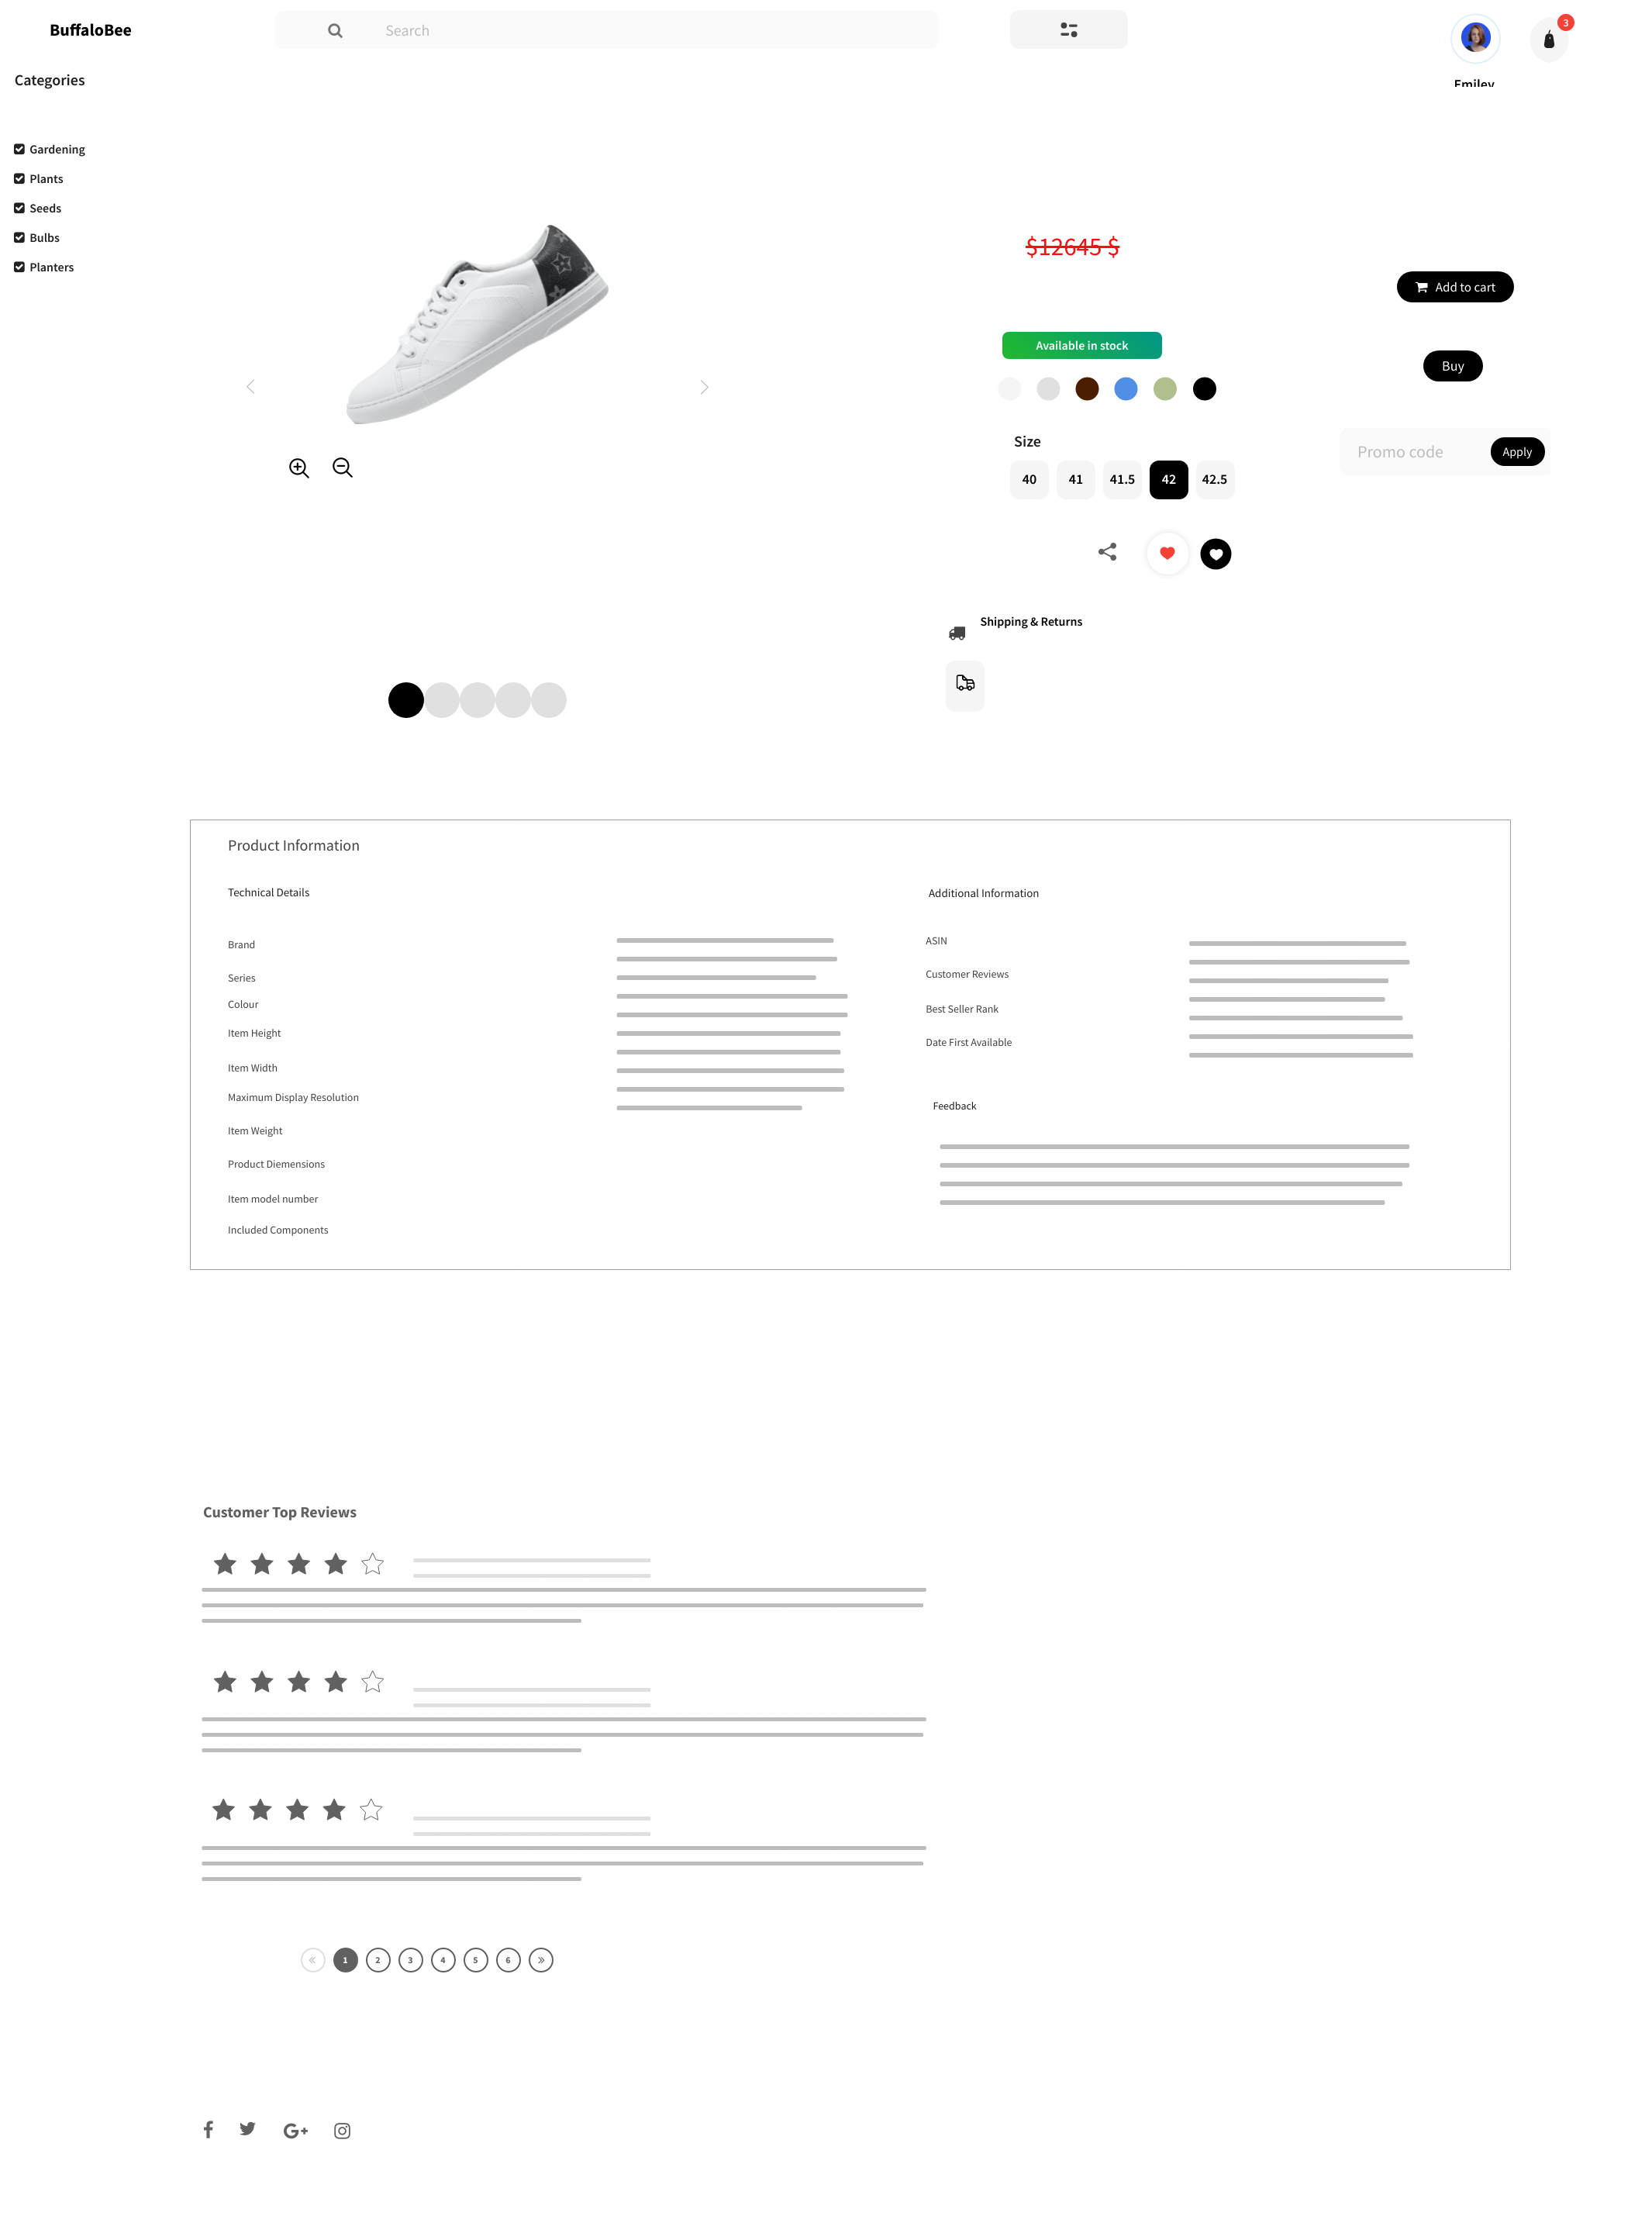 BuffaloBee
Search
3
Emiley
Categories
Gardening
Plants
Seeds
Bulbs
Planters
$12645 $
Add to cart
Available in stock
Buy
Size
Promo code
Apply
40
41
41.5
42
42.5
Shipping & Returns
Product Information
Technical Details
Brand
Series
Colour
Item Height
Item Width
Maximum Display Resolution
Item Weight
Product Diemensions
Item model number
Included Components
Additional Information
ASIN
Customer Reviews
Best Seller Rank
Date First Available
Feedback
Customer Top Reviews
«
1
2
3
4
5
6
»